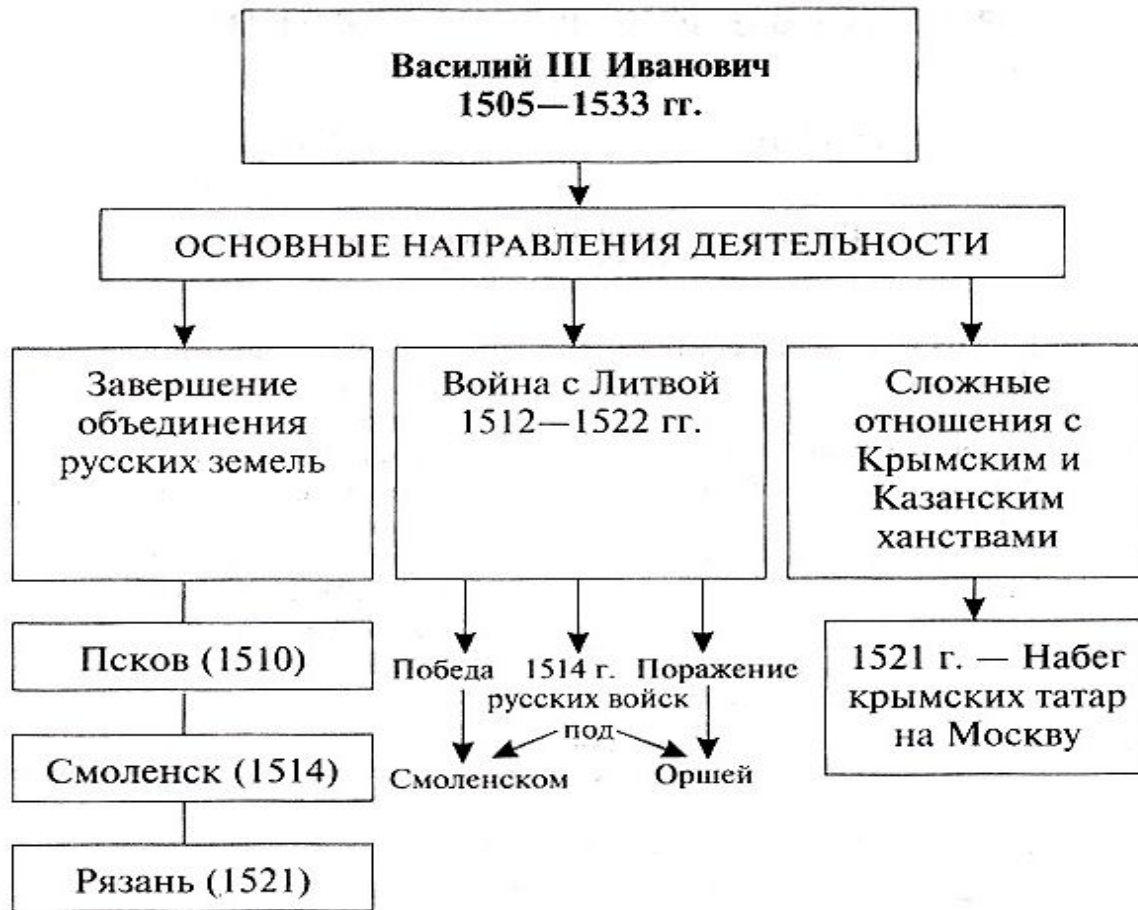 Василий III Иванович
1505—1533 гг.
ОСНОВНЫЕ НАПРАВЛЕНИЯ ДЕЯТЕЛЬНОСТИ
Завершение
объединения
русских земель
Псков (1510)
Смоленск (1514)
Рязань (1521)
Война с Литвой
1512—1522 гг.
Победа 1514 г. Поражение
русских войск
под
Смоленском Оршей
Сложные
отношения с
Крымским и
Казанским
ханствами
1521 г. — Набег
крымских татар
на Москву